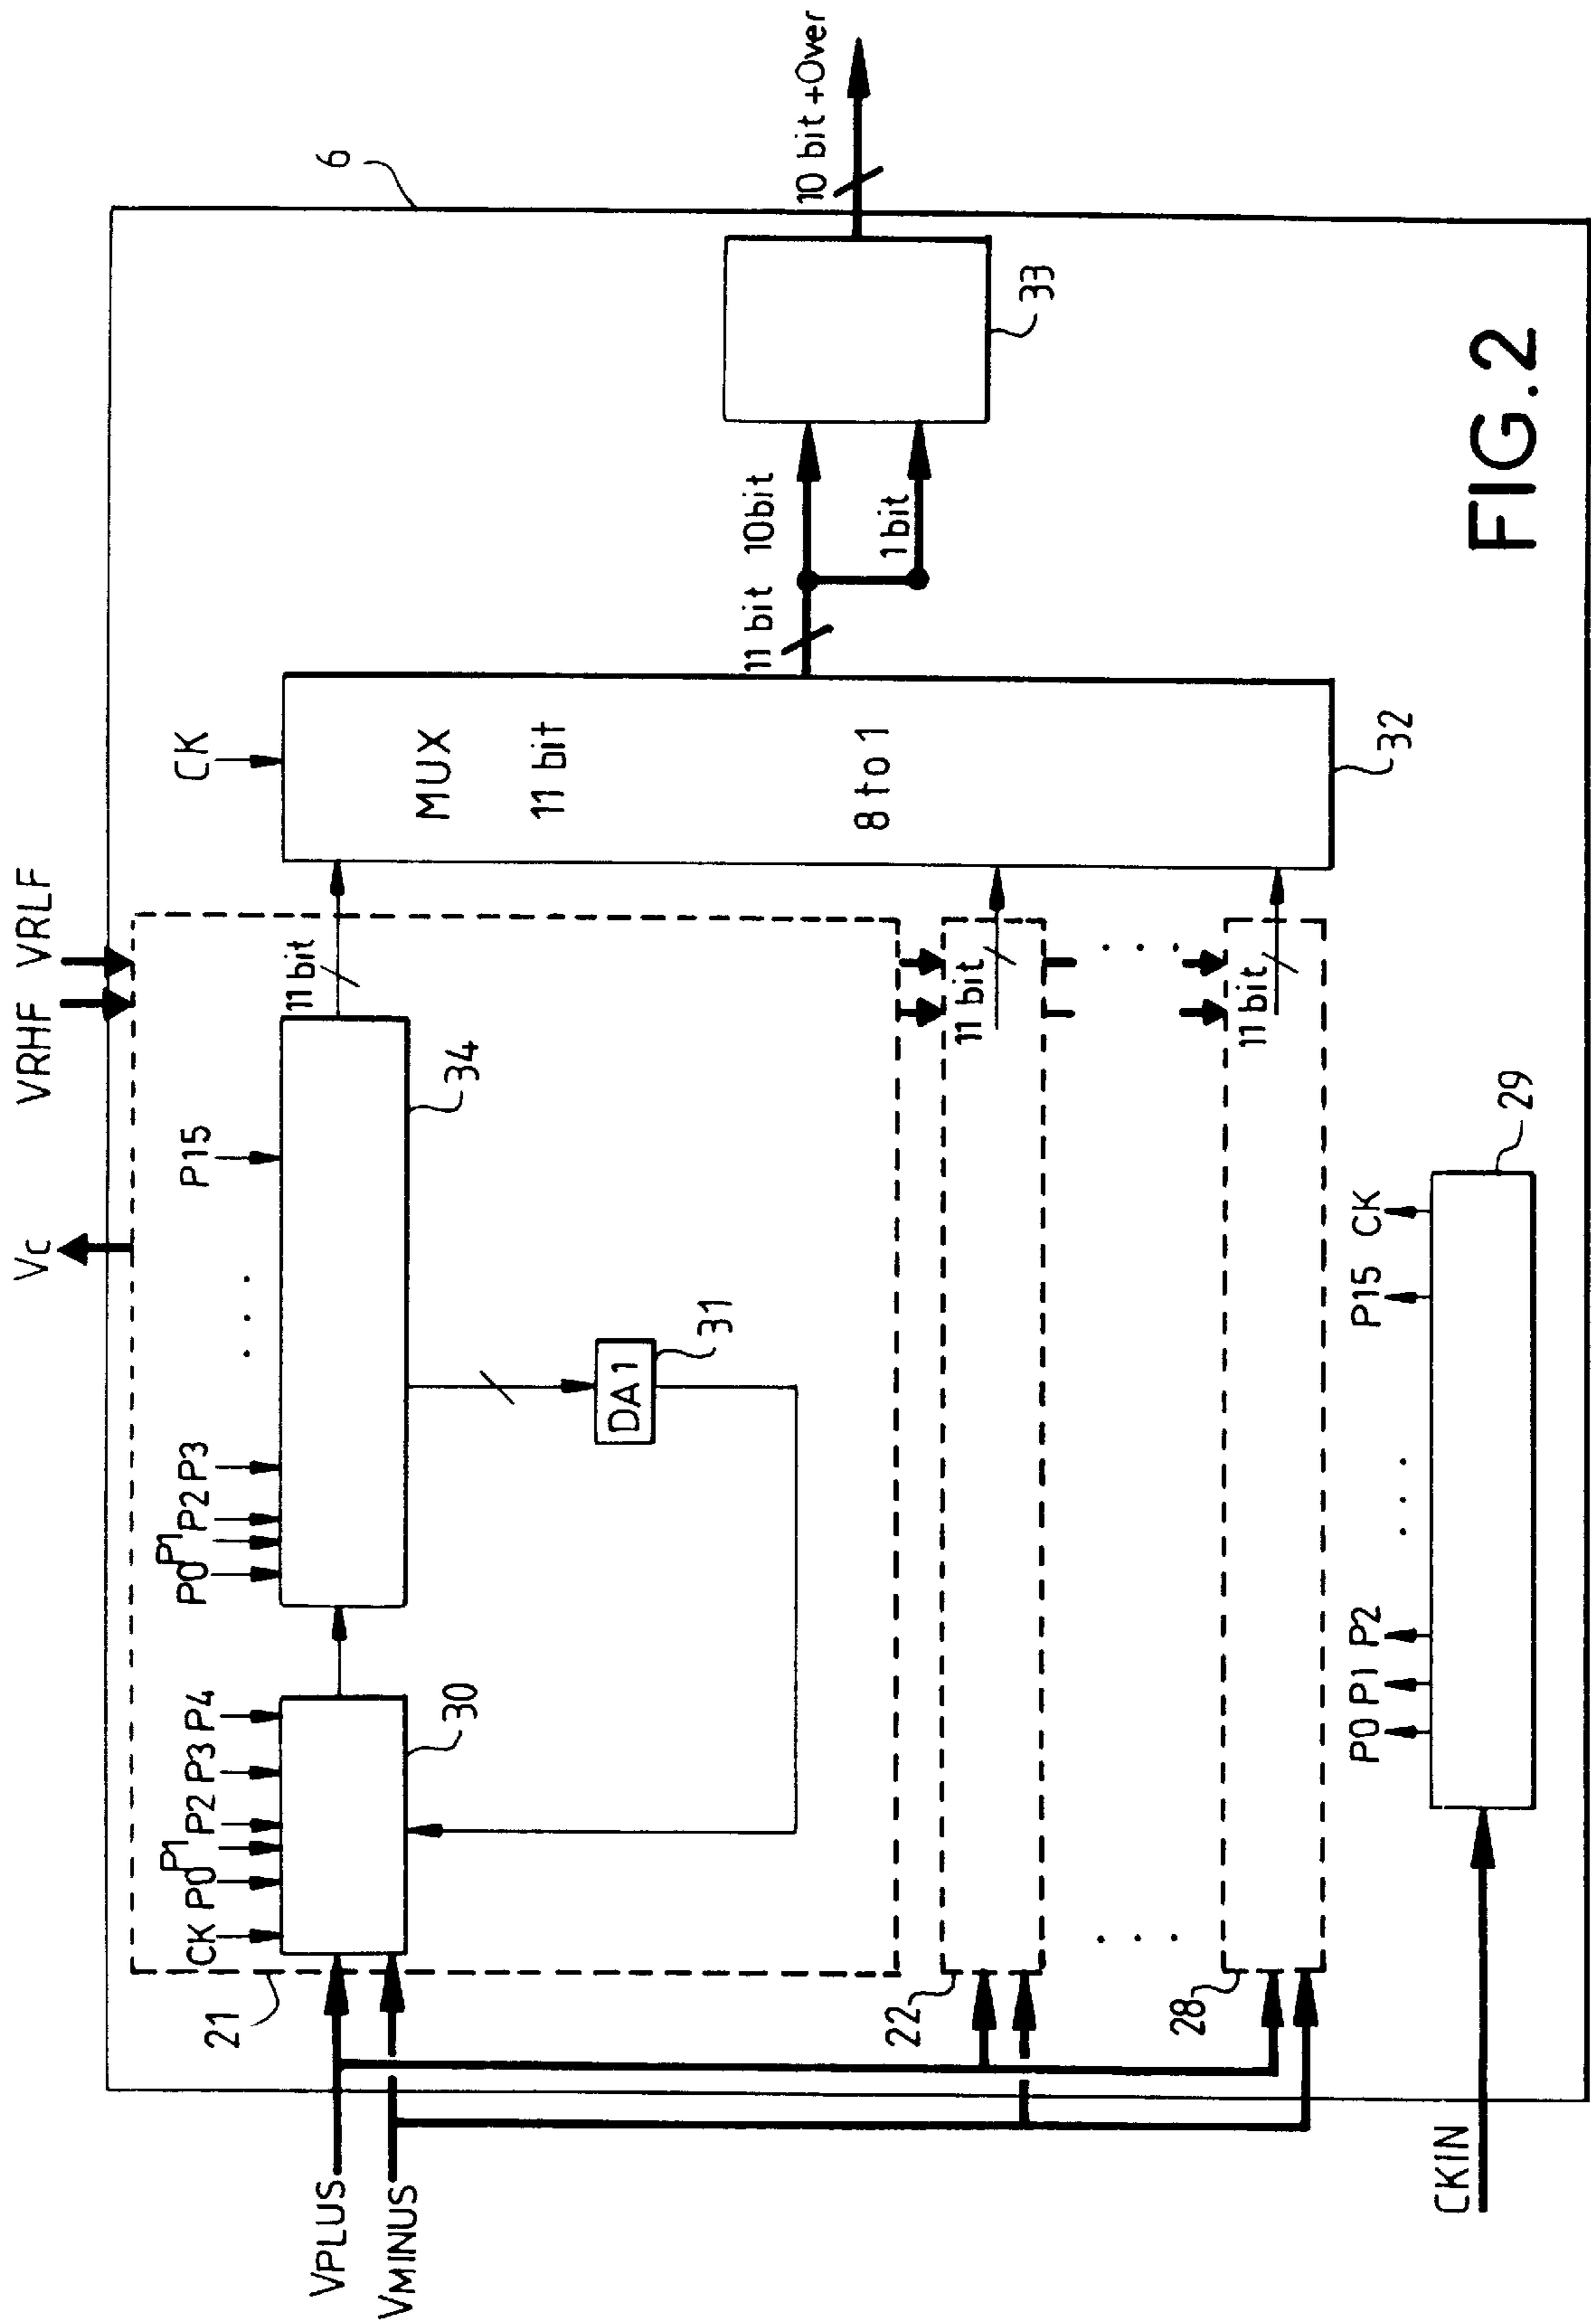 VRHF VRLF
Vc
6
CK
P15
P0 P1 P2 P3
. . .
CK P0 P1 P2 P3 P4
21
VPLUS
VMINUS
30
34
11 bit
DA1
31
MUX
11 bit
8 to 1
32
11 bit
10bit
1bit
33
10 bit +Over
22
11 bit
. . .
28
11 bit
. . .
P0 P1 P2 . . . P15 CK
29
CKIN
FIG.2